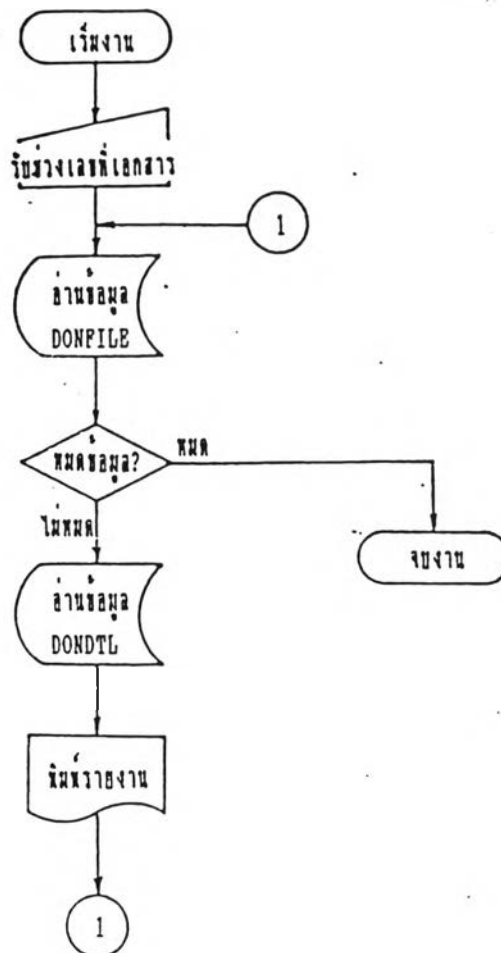 เริ่มงาน
รับช่วงเลขที่เอกสาร
1
อ่านข้อมูล
DONFILE
หมดข้อมูล?
หมด
ไม่หมด
จบงาน
อ่านข้อมูล
DONDTL
พิมพ์รายงาน
1